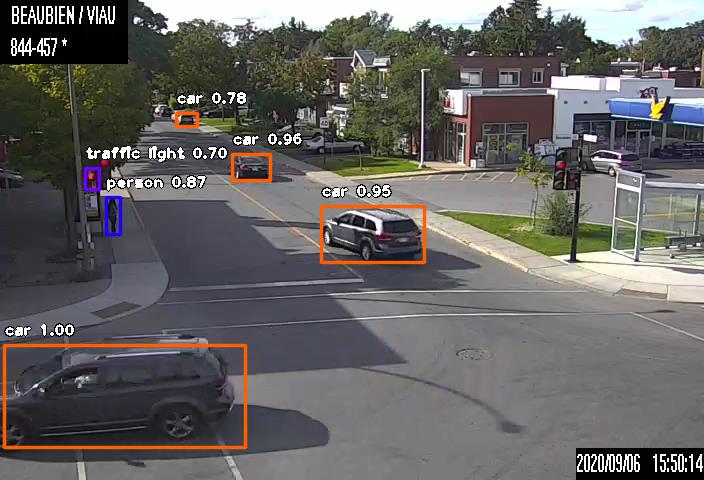 BEAUBIEN / VIAU
844-457 *
car 0.78
car 0.96
traffic light 0.70
person 0.87
car 0.95
car 1.00
2020/09/06 15:50:14